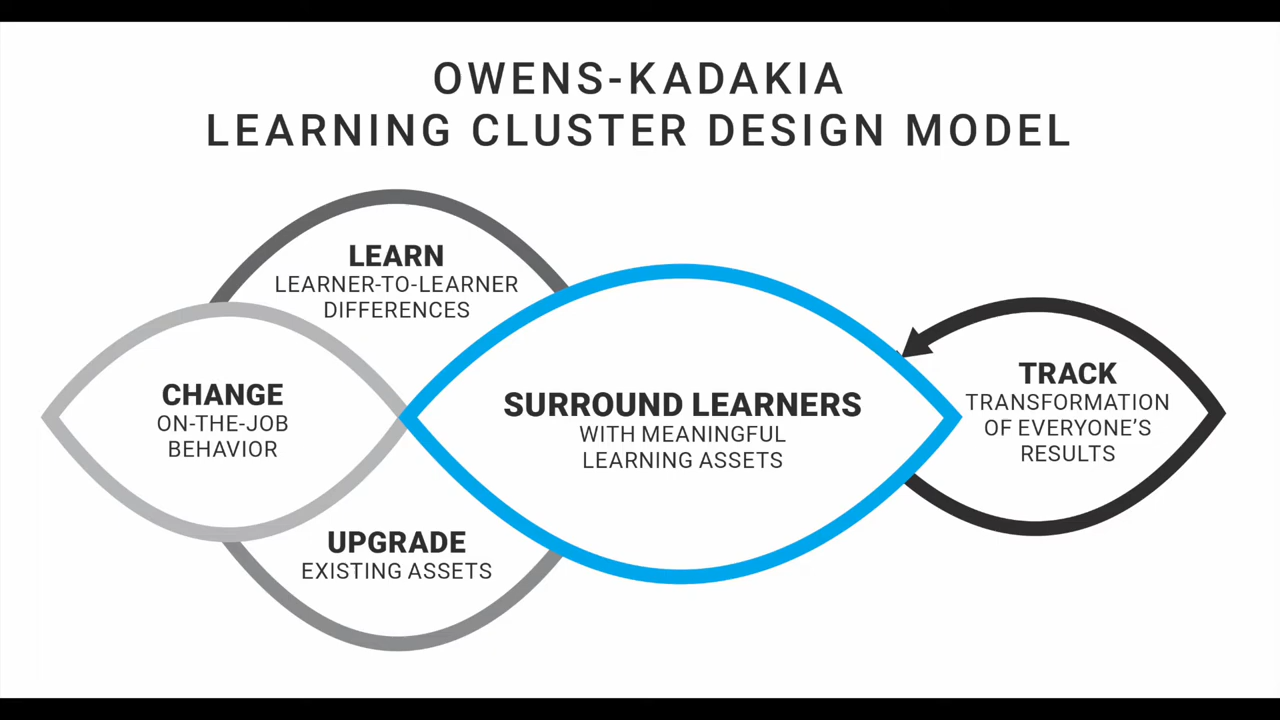 OWENS-KADAKIA
LEARNING CLUSTER DESIGN MODEL
LEARN
LEARNER-TO-LEARNER
DIFFERENCES
CHANGE
ON-THE-JOB
BEHAVIOR
SURROUND LEARNERS
WITH MEANINGFUL
LEARNING ASSETS
TRACK
TRANSFORMATION
OF EVERYONE'S
RESULTS
UPGRADE
EXISTING ASSETS